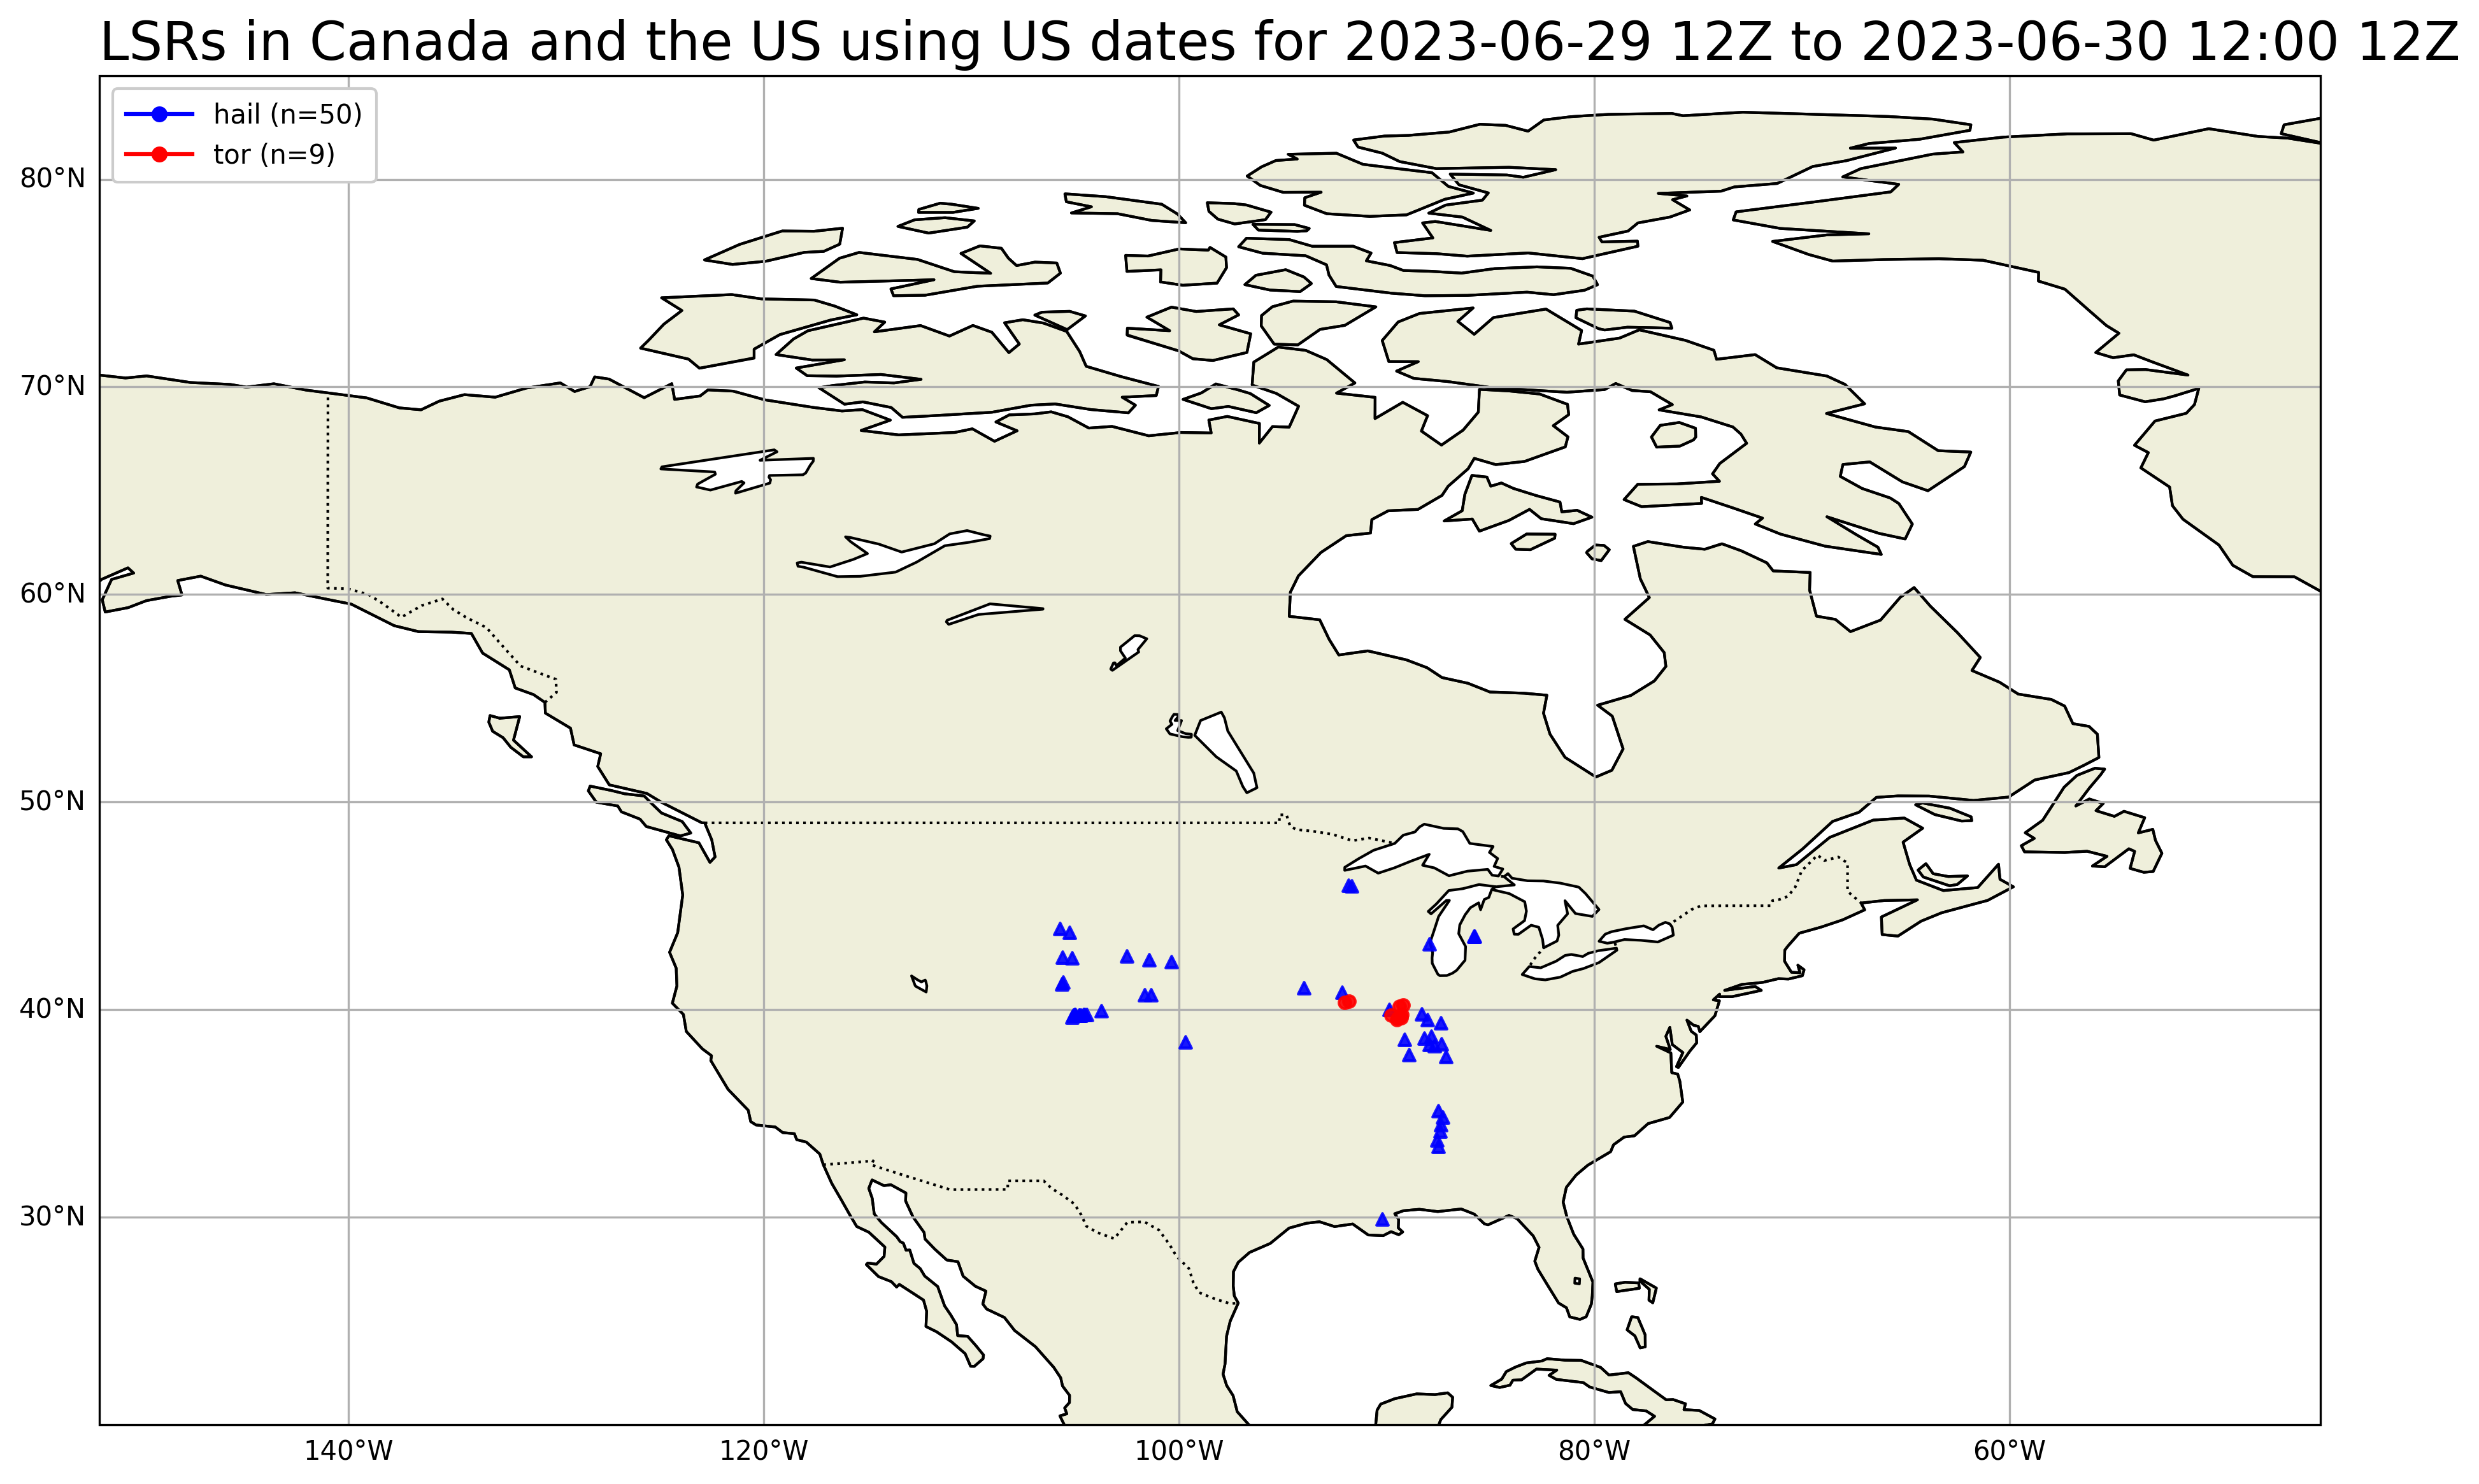 LSRs in Canada and the US using US dates for 2023-06-29 12Z to 2023-06-30 12:00 12Z
hail (n=50)
tor (n=9)
80°N
70°N
60°N
50°N
40°N
30°N
140°W 120°W 100°W 80°W 60°W